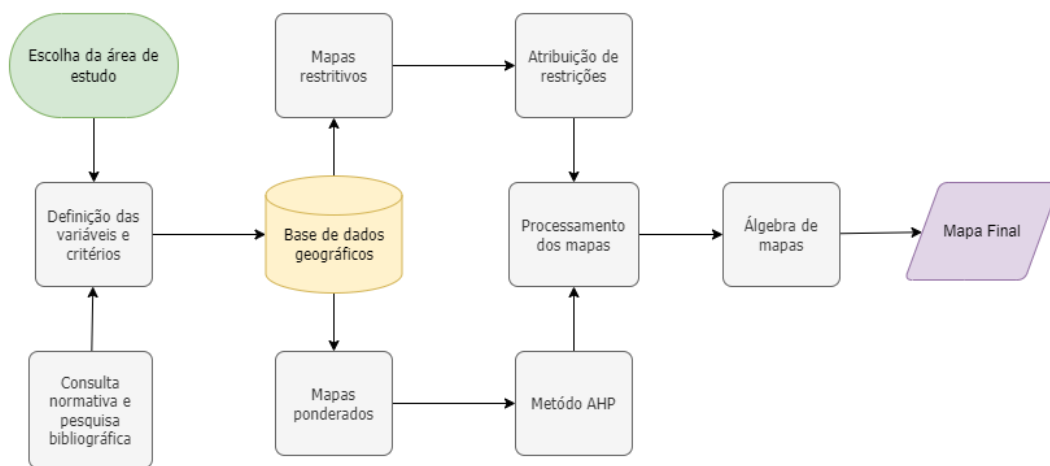 Escolha da área de
estudo
Mapas
restritivos
Atribuição de
restrições
Definição das
variáveis e
critérios
Base de dados
geográficos
Processamento
dos mapas
Álgebra de
mapas
Mapa Final
Consulta
normativa e
pesquisa
bibliográfica
Mapas
ponderados
Metódo AHP